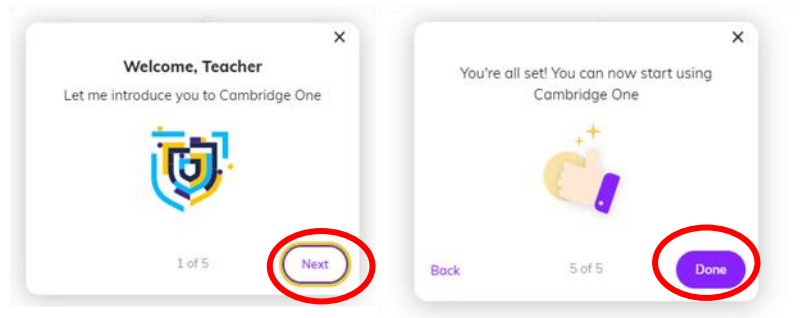 Welcome, Teacher
Let me introduce you to Cambridge One
1 of 5
Next
You're all set! You can now start using
Cambridge One
Back
5 of 5
Done